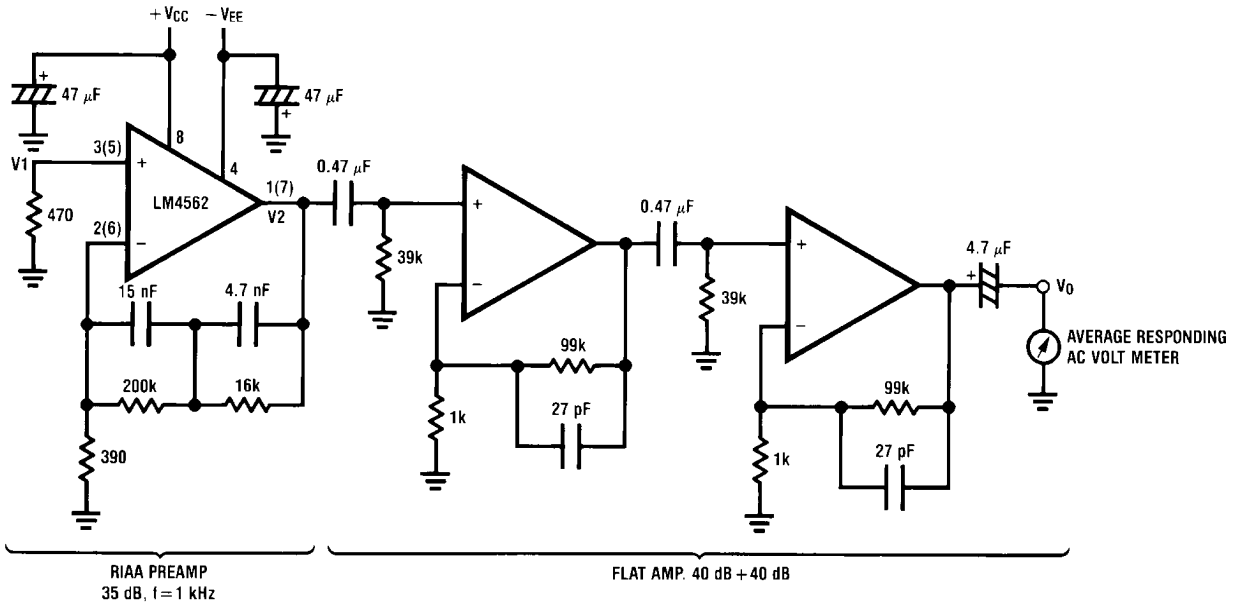 + VCC – VEE
+
47 μF
47 μF
+
8
3(5)
4
V1
+
LM4562
1(7)
V2
470
2(6)
–
0.47 μF
+
–
39k
0.47 μF
+
–
39k
4.7 μF
+
VO
AVERAGE RESPONDING
AC VOLT METER
15 nF
4.7 nF
200k
16k
390
99k
27 pF
1k
99k
27 pF
1k
RIAA PREAMP
35 dB, f = 1 kHz
FLAT AMP. 40 dB + 40 dB